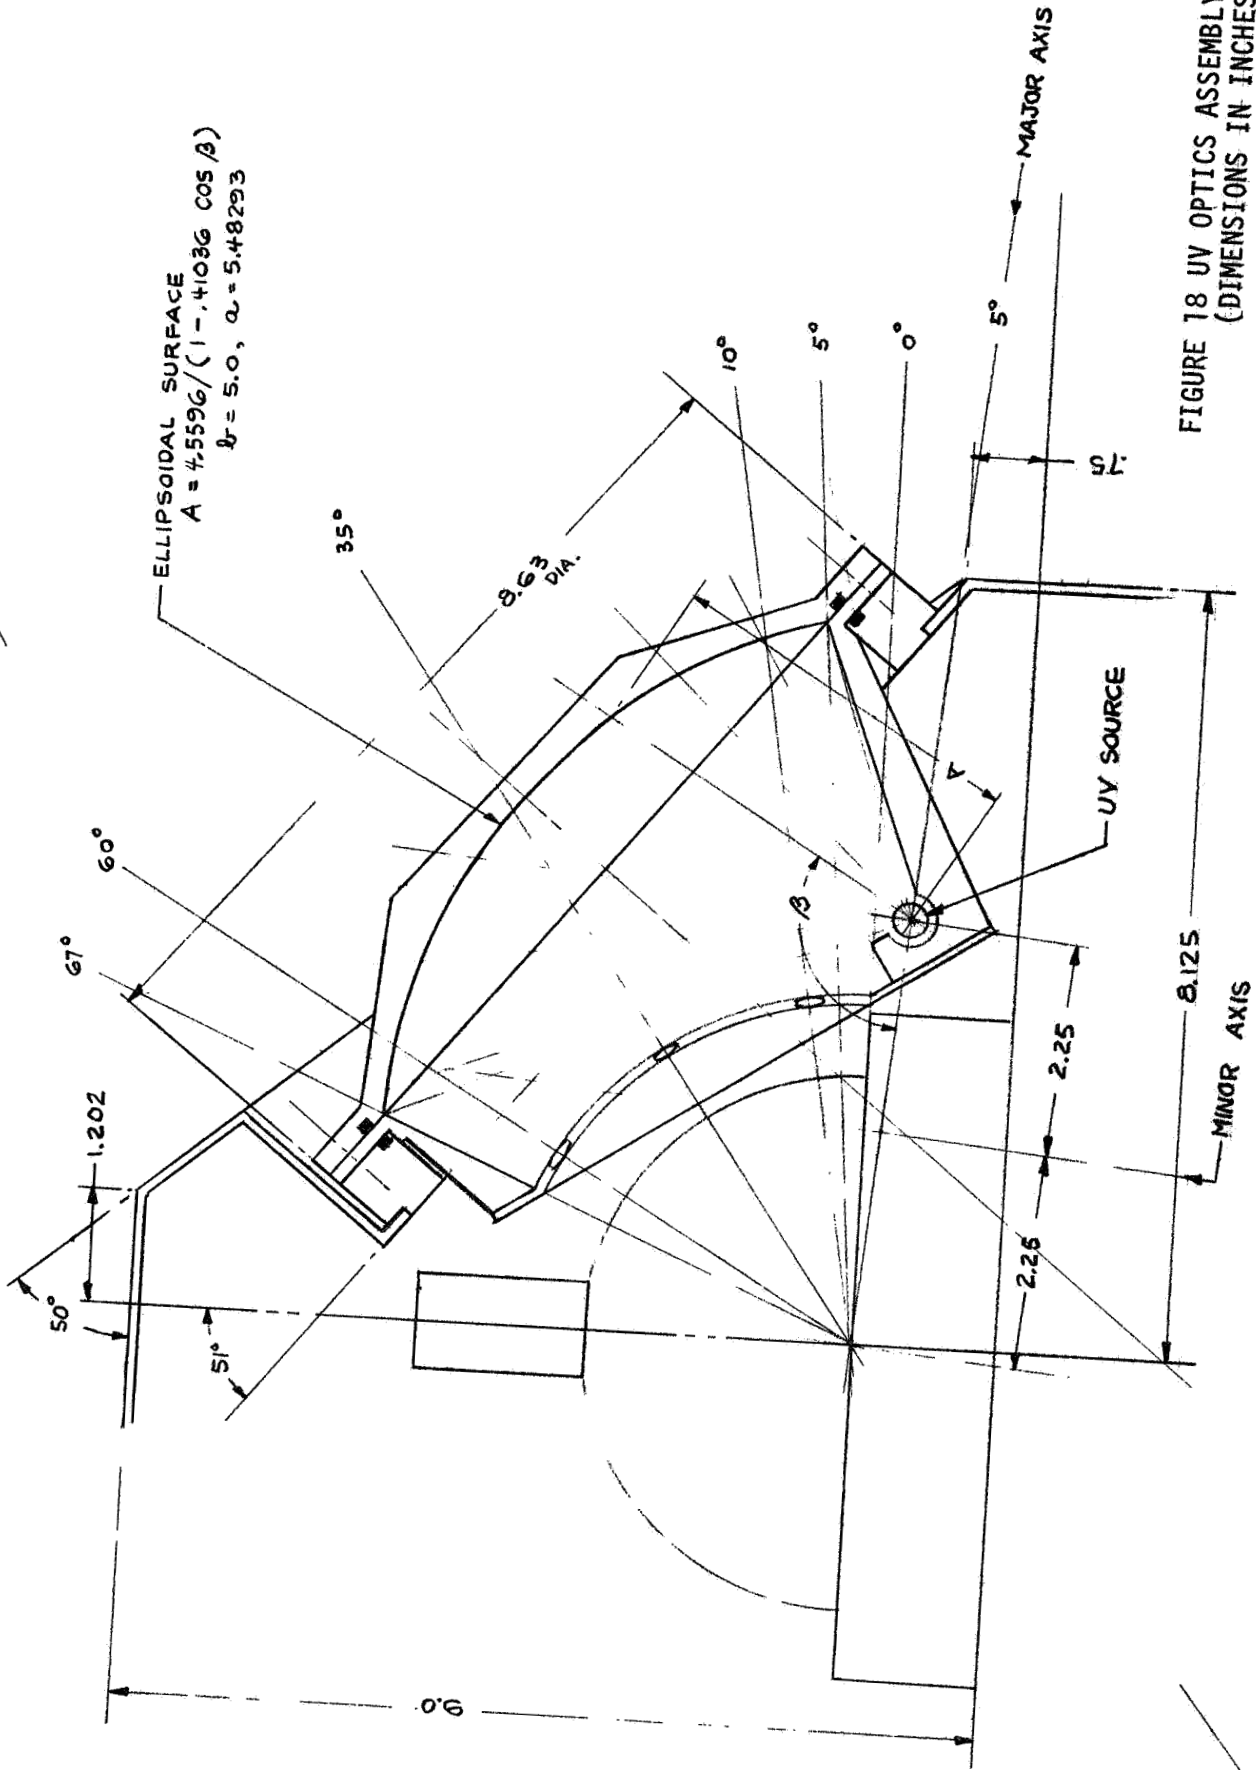 ELLIPSOIDAL SURFACE
A = 4.5596/(1-.41036 COS β)
b = 5.0, a = 5.48293
MAJOR AXIS
35°
10°
5°
0°
5°
8.63 DIA.
.75
60°
67°
1.202
50°
51°
β
A
UV SOURCE
2.25
2.25
8.125
MINOR AXIS
9.0
FIGURE 18 UV OPTICS ASSEMBLY
(DIMENSIONS IN INCHES